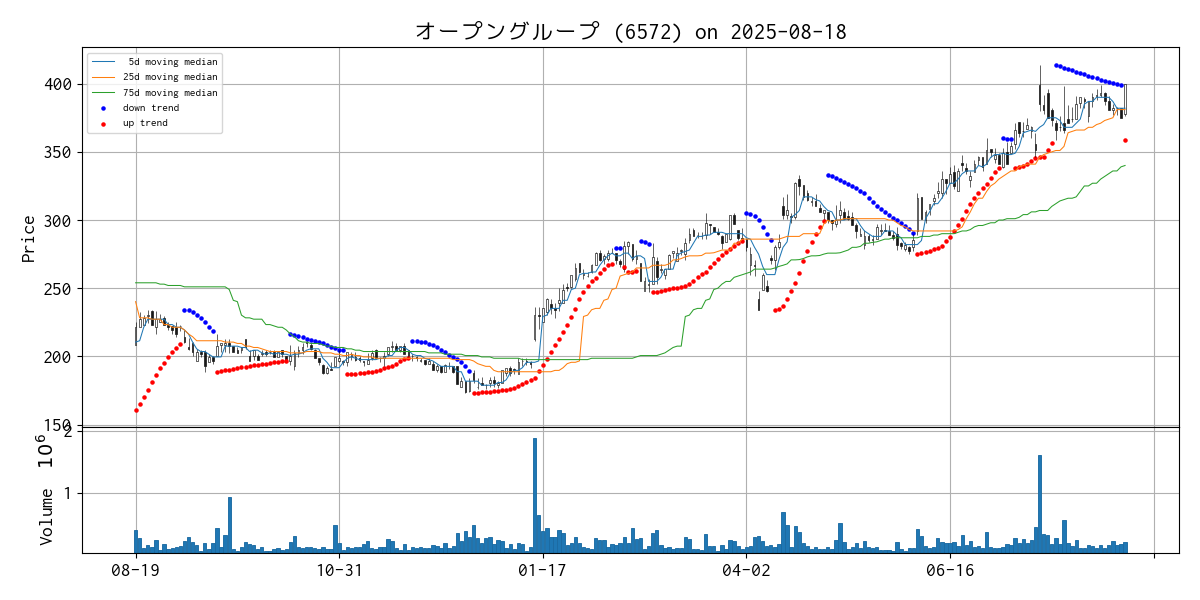 オープングループ (6572) on 2025-08-18
5d moving median
25d moving median
75d moving median
down trend
up trend
Price
400
350
300
250
200
150
Volume 10^6
2
1
08-19 10-31 01-17 04-02 06-16